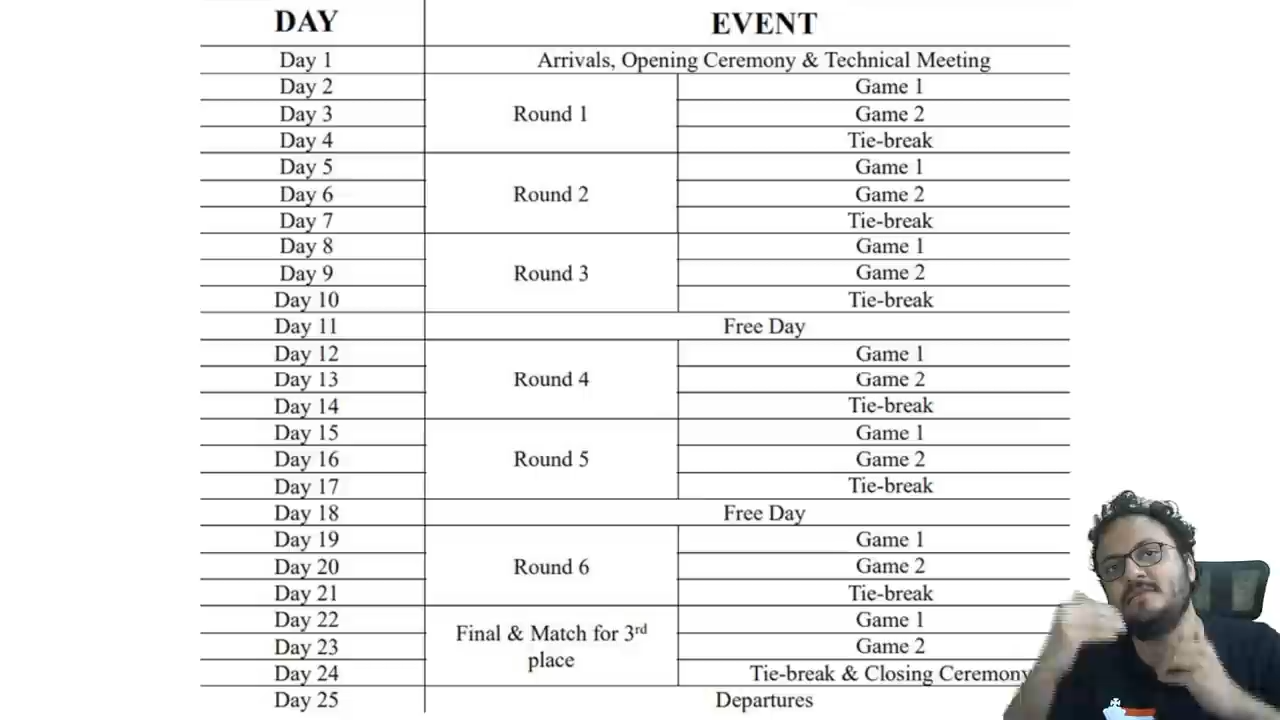 DAY EVENT
Day 1 Arrivals, Opening Ceremony & Technical Meeting
Day 2 Game 1
Day 3 Round 1 Game 2
Day 4 Tie-break
Day 5 Game 1
Day 6 Round 2 Game 2
Day 7 Tie-break
Day 8 Game 1
Day 9 Round 3 Game 2
Day 10 Tie-break
Day 11 Free Day
Day 12 Game 1
Day 13 Round 4 Game 2
Day 14 Tie-break
Day 15 Game 1
Day 16 Round 5 Game 2
Day 17 Tie-break
Day 18 Free Day
Day 19 Game 1
Day 20 Round 6 Game 2
Day 21 Tie-break
Day 22 Game 1
Final & Match for 3rd
Day 23 Game 2
place
Day 24 Tie-break & Closing Ceremony
Day 25 Departures